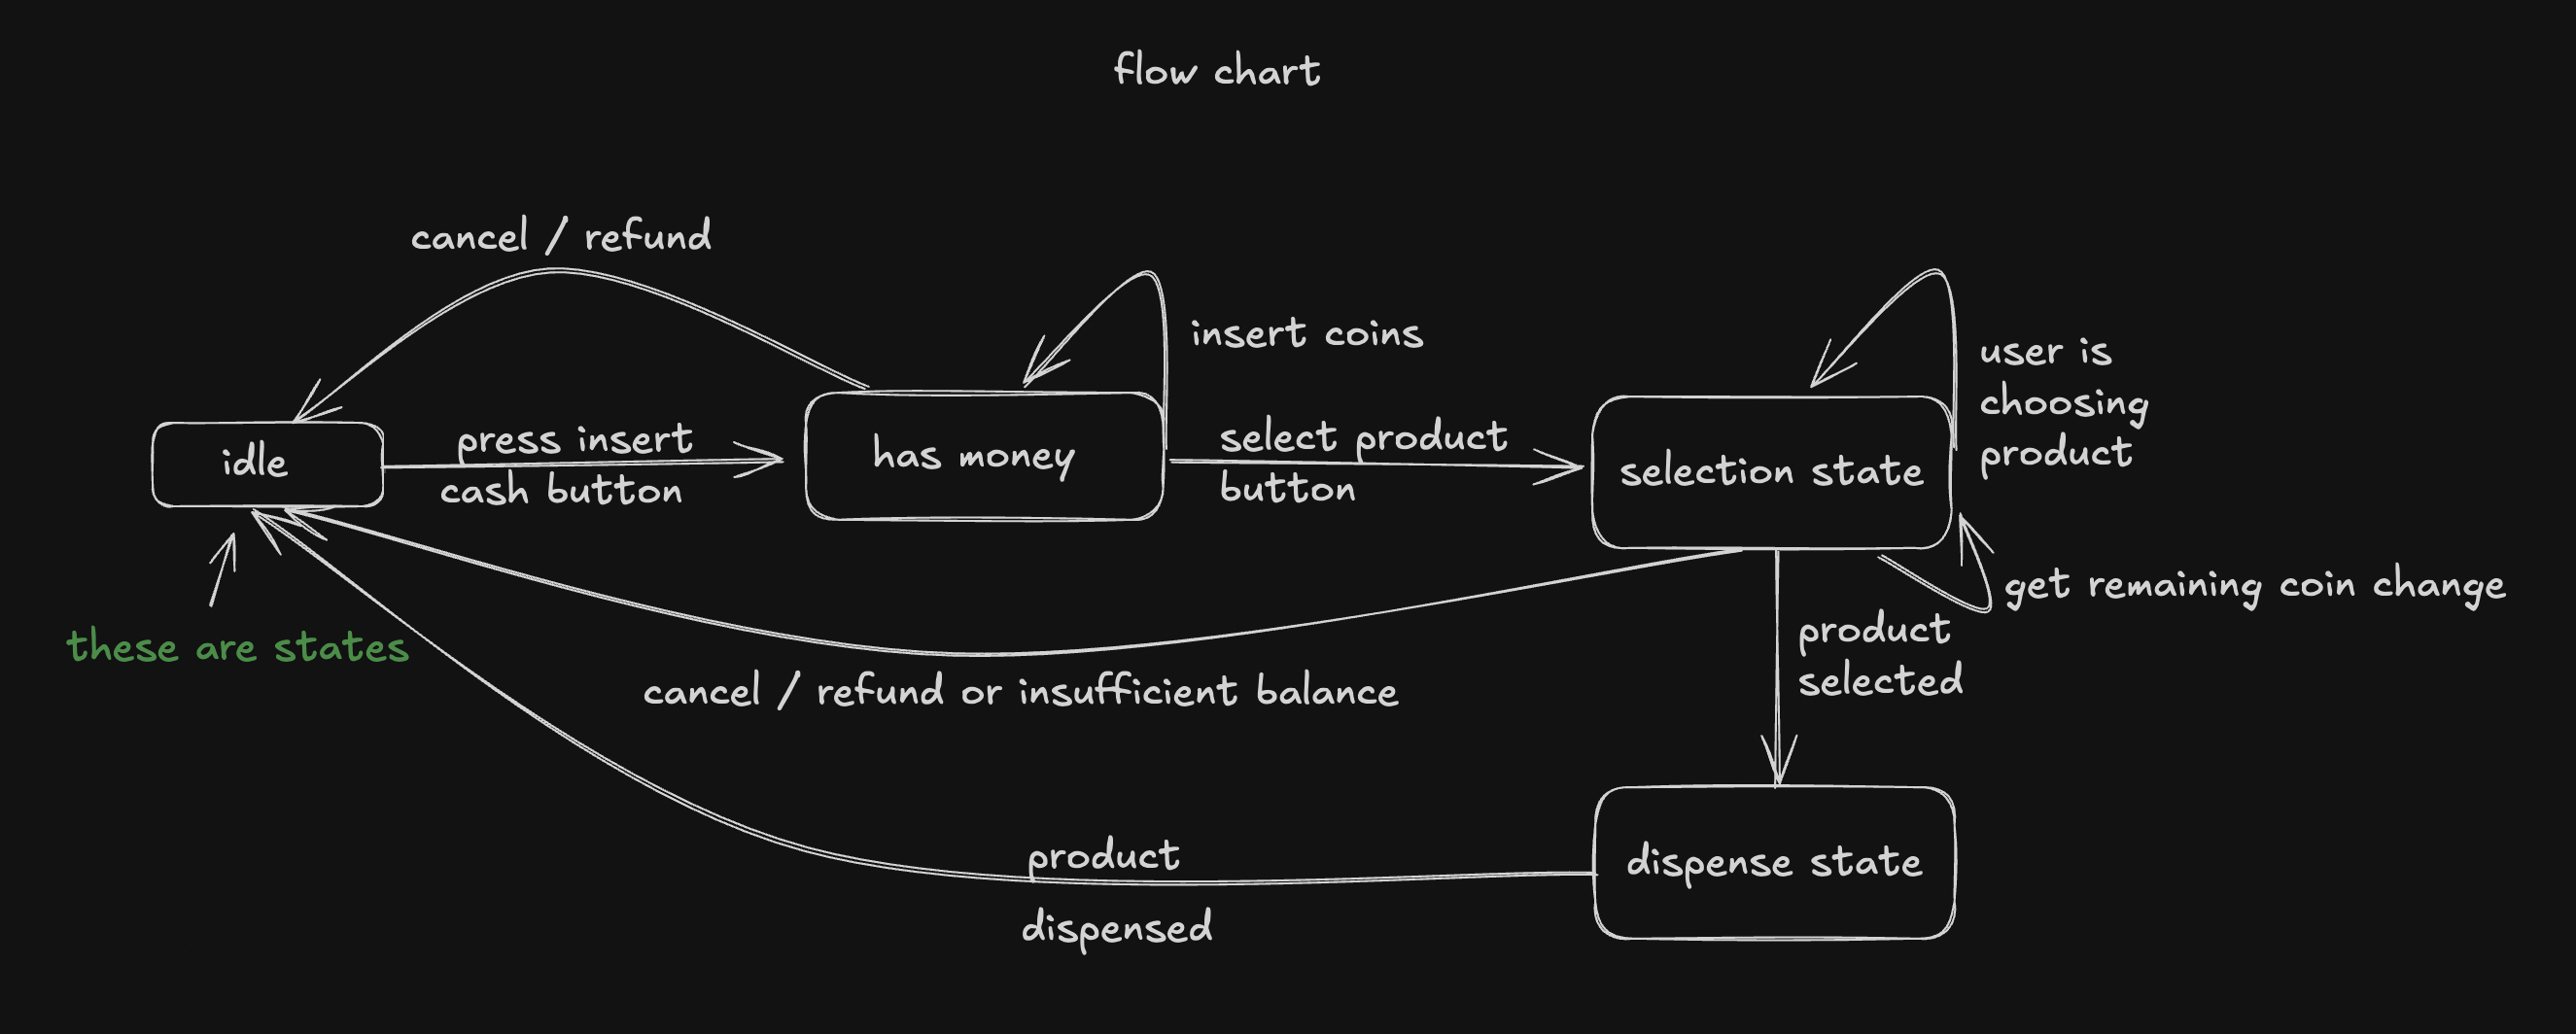 flow chart
cancel / refund
insert coins
user is
choosing
product
press insert
cash button
select product
button
idle
has money
selection state
get remaining coin change
these are states
product
selected
cancel / refund or insufficient balance
product
dispensed
dispense state